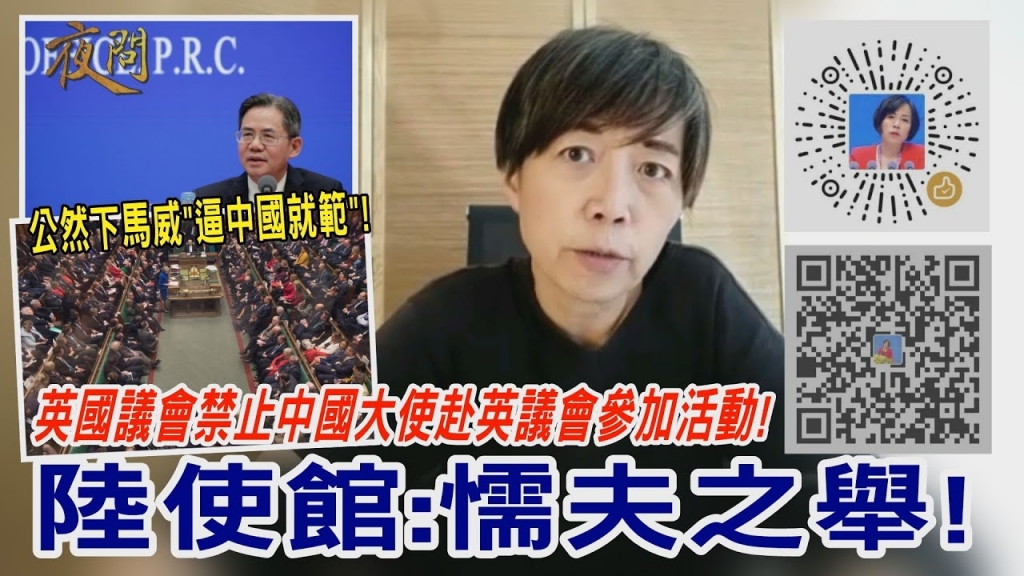 夜問
OFFICE, P.R.C.
公然下馬威"逼中國就範"!
英國議會禁止中國大使赴英議會參加活動!
陸使館:懦夫之舉!